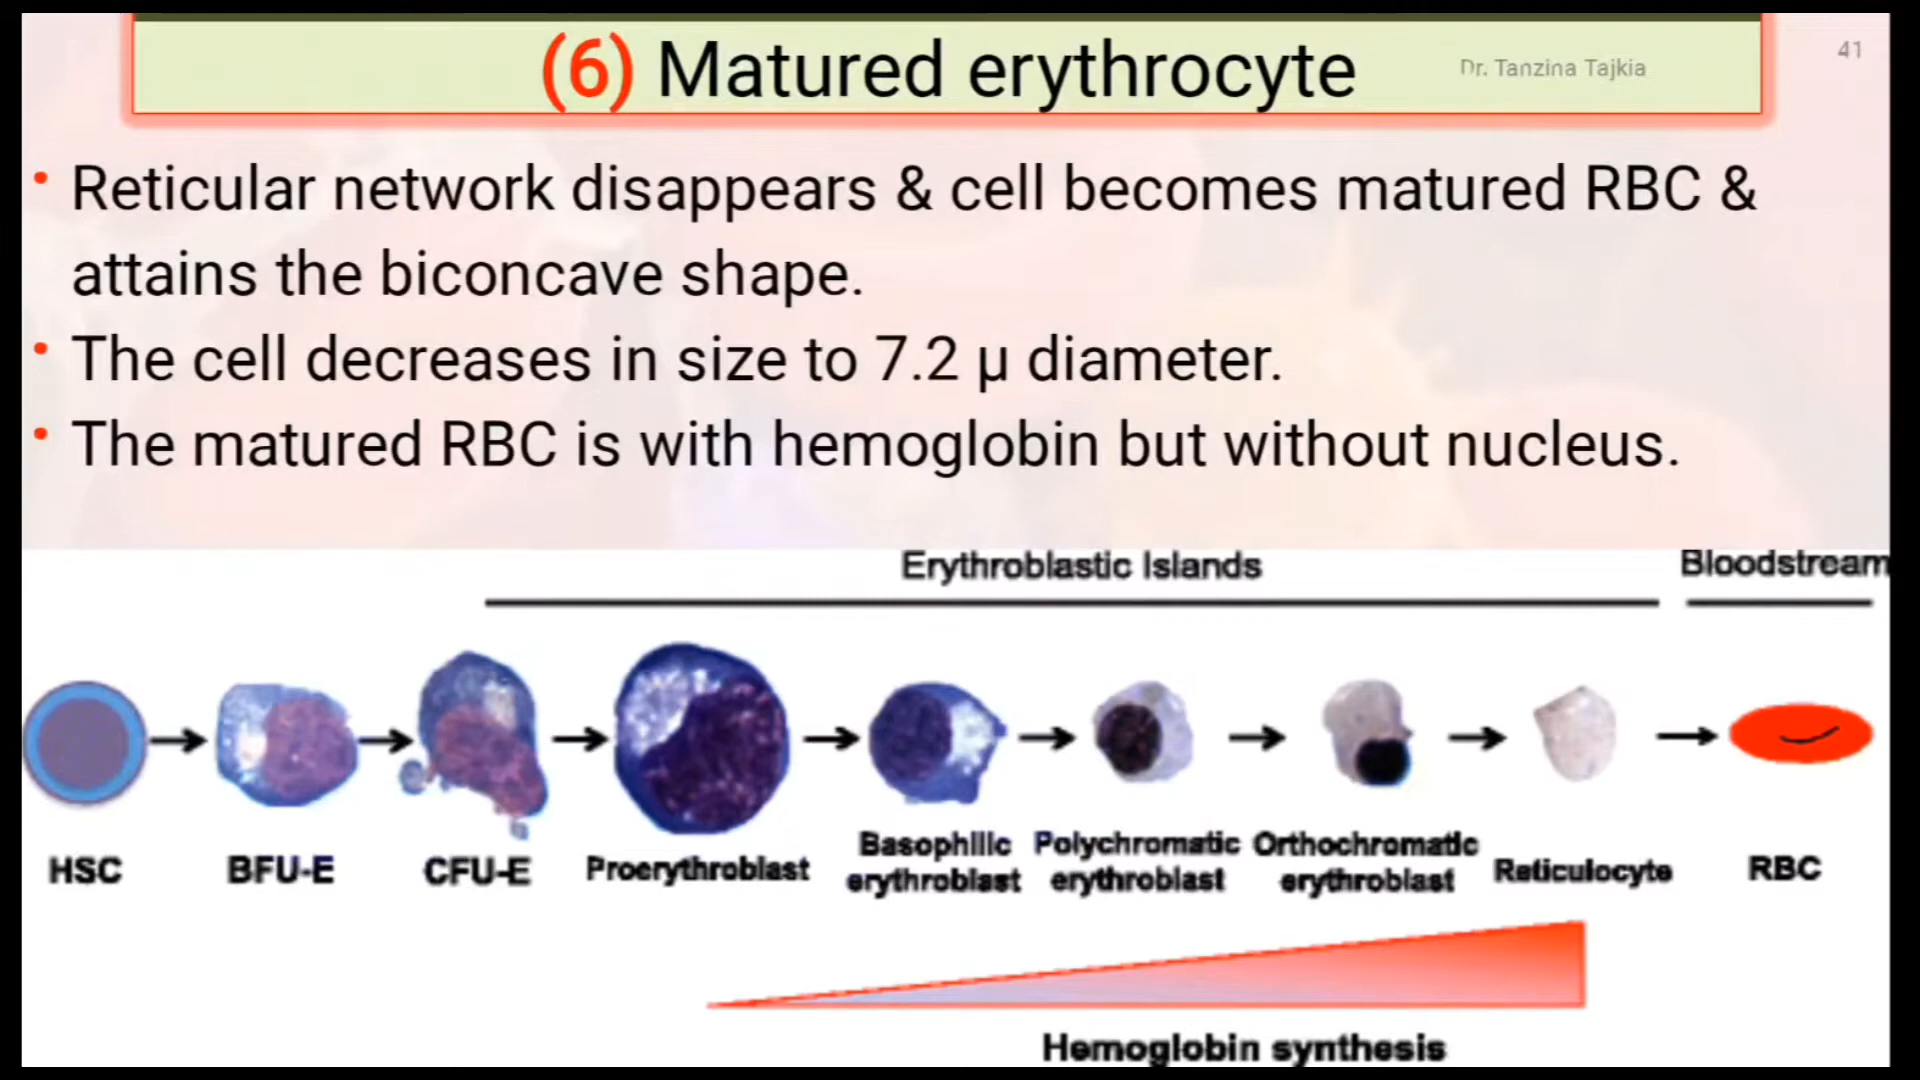 (6) Matured erythrocyte
Dr. Tanzina Tajkia
41
• Reticular network disappears & cell becomes matured RBC &
attains the biconcave shape.
• The cell decreases in size to 7.2 µ diameter.
• The matured RBC is with hemoglobin but without nucleus.
Erythroblastic Islands
Bloodstream
HSC
BFU-E
CFU-E
Proerythroblast
Basophilic
erythroblast
Polychromatic
erythroblast
Orthochromatic
erythroblast
Reticulocyte
RBC
Hemoglobin synthesis